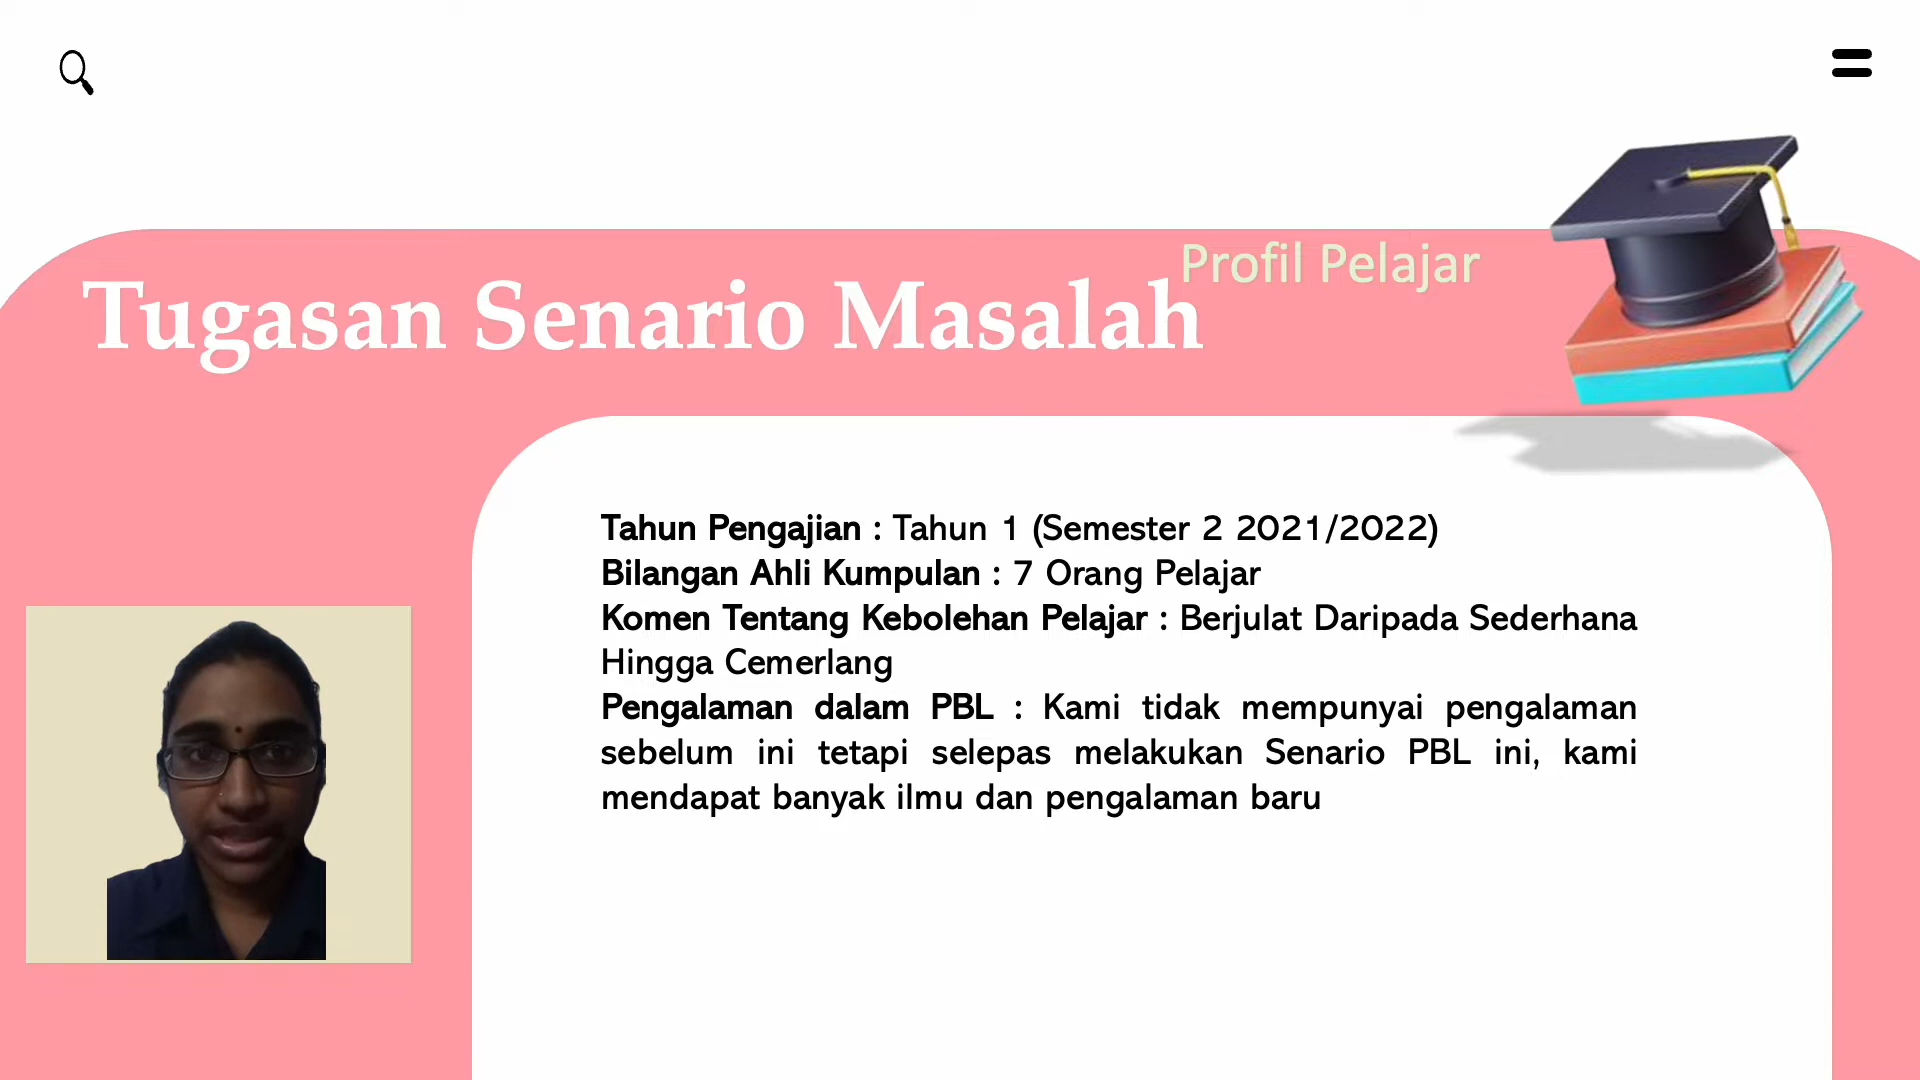 Profil Pelajar
Tugasan Senario Masalah
Tahun Pengajian : Tahun 1 (Semester 2 2021/2022)
Bilangan Ahli Kumpulan : 7 Orang Pelajar
Komen Tentang Kebolehan Pelajar : Berjulat Daripada Sederhana
Hingga Cemerlang
Pengalaman dalam PBL : Kami tidak mempunyai pengalaman
sebelum ini tetapi selepas melakukan Senario PBL ini, kami
mendapat banyak ilmu dan pengalaman baru